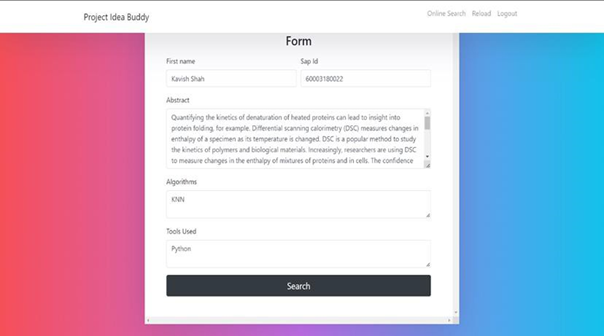 Project Idea Buddy
Online Search Reload Logout
Form
First name Sap Id
Kavish Shah 60003180022
Abstract
Quantifying the kinetics of denaturation of heated proteins can lead to insight into
protein folding, for example. Differential scanning calorimetry (DSC) measures changes in
enthalpy of a specimen as its temperature is changed. DSC is a popular method to study
the kinetics of polymers and biological materials. Increasingly, researchers are using DSC
to measure changes in the enthalpy of mixtures of proteins and in cells. The confidence
Algorithms
KNN
Tools Used
Python
Search